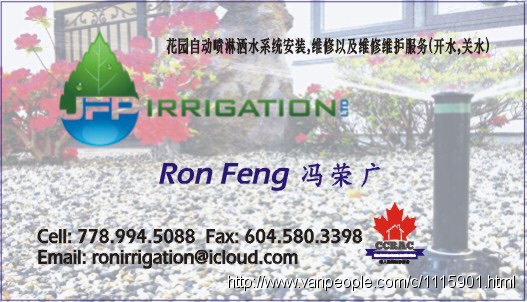 花园自动喷淋洒水系统安装,维修以及维修维护服务(开水,关水)
JFP IRRIGATION LTD
Ron Feng 冯荣广
Cell: 778.994.5088 Fax: 604.580.3398
CCRAC
Email: ronirrigation@icloud.com
http://www.vanpeople.com/c/1115901.html